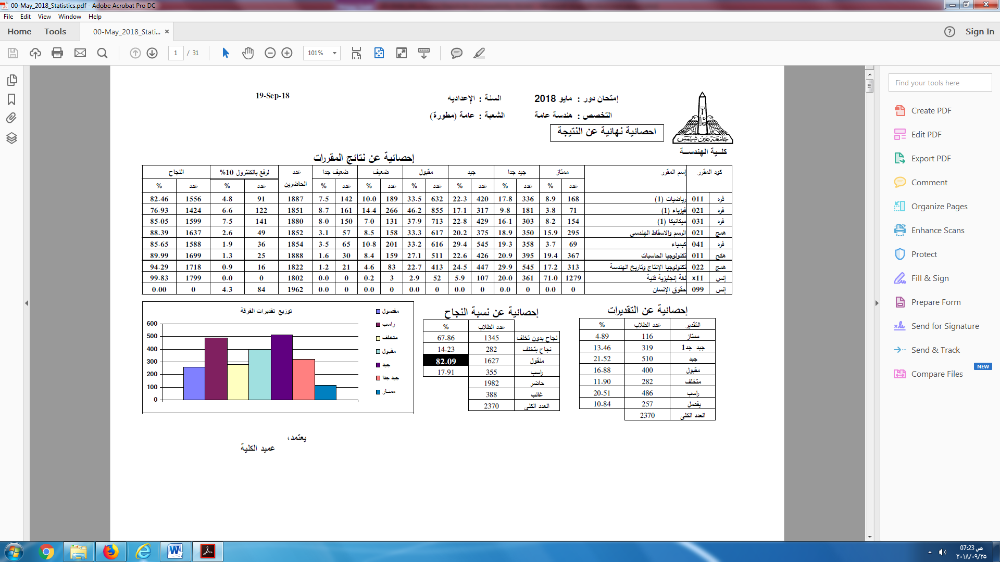 00-May_2018_Statistics.pdf - Adobe Acrobat Pro DC
File Edit View Window Help
Home Tools 00-May_2018_Stati... × Sign In
1 / 31 101%
Find your tools here
Create PDF
Edit PDF
Export PDF
Comment
Organize Pages
Enhance Scans
Protect
Fill & Sign
Prepare Form
Send for Signature
Send & Track
Compare Files NEW
جامعة عين شمس
كلـية الهندسـة
إمتحان دور : مايو 2018 السنة : الإعداديه 19-Sep-18
التخصص : هندسة عامة الشعبة : عامة (مطورة)
احصائية نهائية عن النتيجة
إحصائية عن نتائج المقررات
كود المقرر إسم المقرر ممتاز جيد جدا جيد مقبول ضعيف ضعيف جدا عدد الحاضرين لرفع بالكنترول 10% النجاح
عدد % عدد % عدد % عدد % عدد % عدد % عدد % عدد %
فره 011 رياضيات (1) 168 8.9 336 17.8 420 22.3 632 33.5 189 10.0 142 7.5 1887 91 4.8 1556 82.46
فره 021 فيزياء (1) 71 3.8 181 9.8 317 17.1 855 46.2 266 14.4 161 8.7 1851 122 6.6 1424 76.93
فره 031 ميكانيكا (1) 154 8.2 303 16.1 429 22.8 713 37.9 131 7.0 150 8.0 1880 141 7.5 1599 85.05
همج 021 الرسم والاسقاط الهندسى 295 15.9 350 18.9 375 20.2 617 33.3 158 8.5 57 3.1 1852 49 2.6 1637 88.39
فره 041 كيمياء 69 3.7 358 19.3 545 29.4 616 33.2 201 10.8 65 3.5 1854 36 1.9 1588 85.65
هكح 011 تكنولوجيا الحاسبات 367 19.4 395 20.9 426 22.6 511 27.1 159 8.4 30 1.6 1888 25 1.3 1699 89.99
همج 022 تكنولوجيا الإنتاج وتاريخ الهندسة 313 17.2 545 29.9 447 24.5 413 22.7 83 4.6 21 1.2 1822 16 0.9 1718 94.29
إنس x11 لغة إنجليزية فنية 1279 71.0 361 20.0 107 5.9 52 2.9 3 0.2 0 0.0 1802 0 0.0 1799 99.83
إنس 099 حقوق الإنسان 0 0.0 0 0.0 0 0.0 0 0.0 0 0.0 0 0.0 1962 84 4.3 0 0.00
إحصائية عن التقديرات
التقدير عدد الطلاب %
ممتاز 116 4.89
جيد جد1 319 13.46
جيد 510 21.52
مقبول 400 16.88
متخلف 282 11.90
راسب 486 20.51
يفصل 257 10.84
العدد الكلى 2370
إحصائية عن نسبة النجاح
عدد الطلاب %
نجاح بدون تخلف 1345 67.86
نجاح بتخلف 282 14.23
منقول 1627 82.09
راسب 355 17.91
حاضر 1982
غائب 388
العدد الكلى 2370
توزيع تقديرات الفرقة
600
500
400
300
200
100
0
مفصول
راسب
متخلف
مقبول
جيد
جيد جدا
ممتاز
يعتمد،
عميد الكلية
07:23 ص
٢٠١٨/٠٩/٢٥